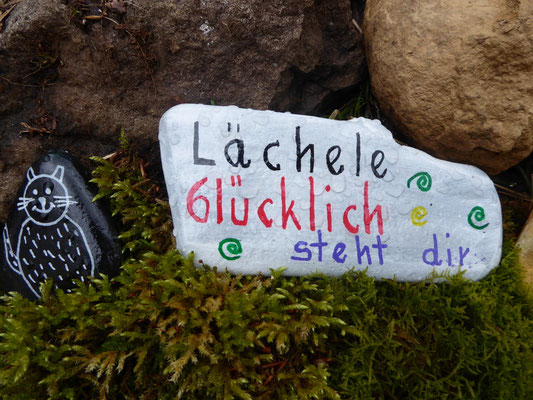 Lächele
Glücklich
steht dir